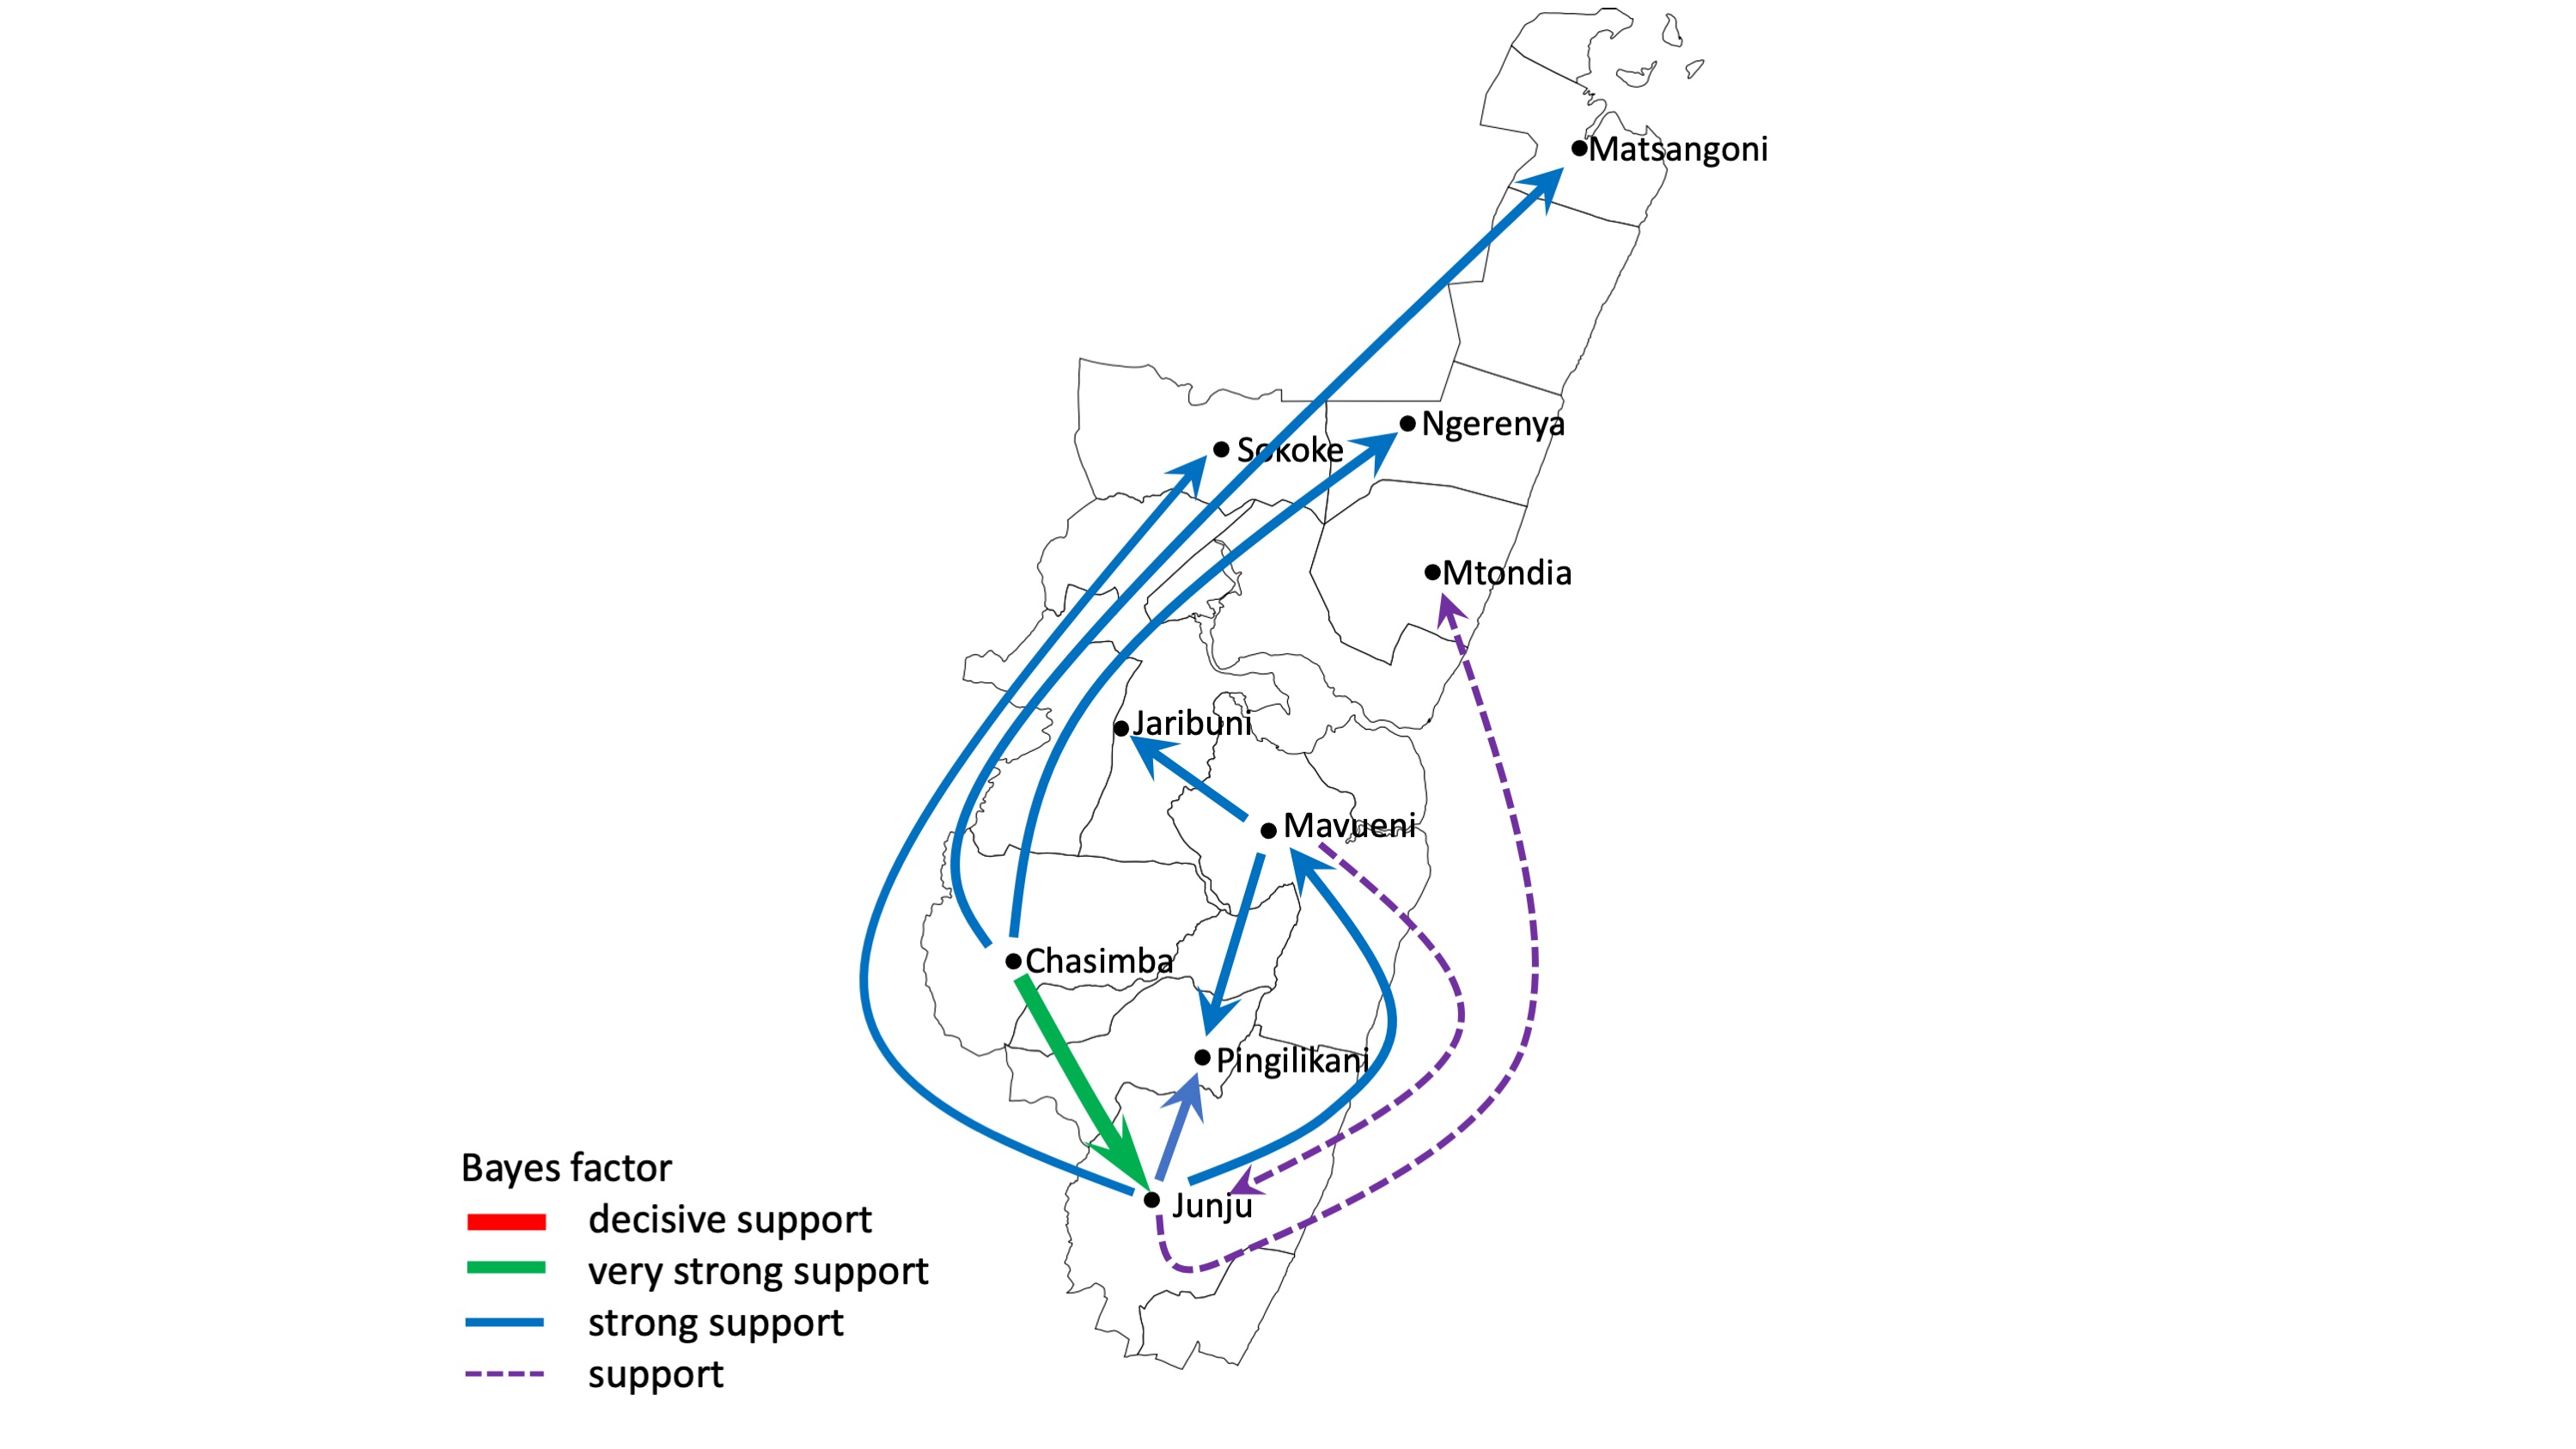 Matsangoni
Ngerenya
Sokoke
Mtondia
Jaribuni
Mavueni
Chasimba
Pingilikani
Junju
Bayes factor
decisive support
very strong support
strong support
support